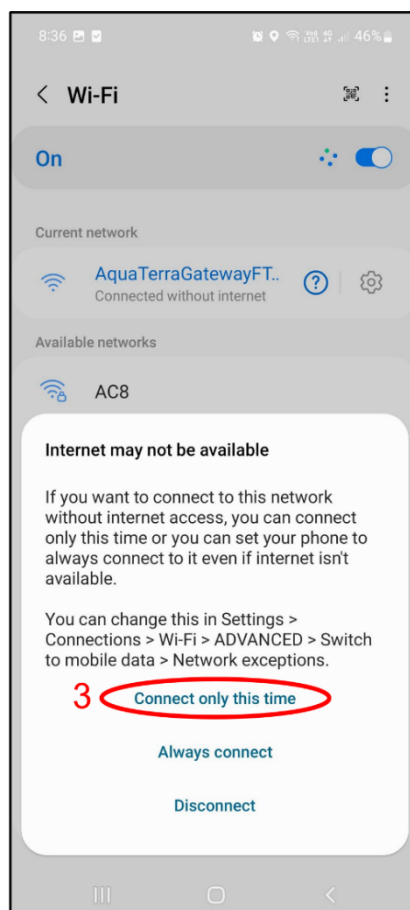 8:36
46%
Wi-Fi
On
Current network
AquaTerraGatewayFT..
Connected without internet
?
Available networks
AC8
Internet may not be available
If you want to connect to this network
without internet access, you can connect
only this time or you can set your phone to
always connect to it even if internet isn't
available.
You can change this in Settings >
Connections > Wi-Fi > ADVANCED > Switch
to mobile data > Network exceptions.
3 Connect only this time
Always connect
Disconnect